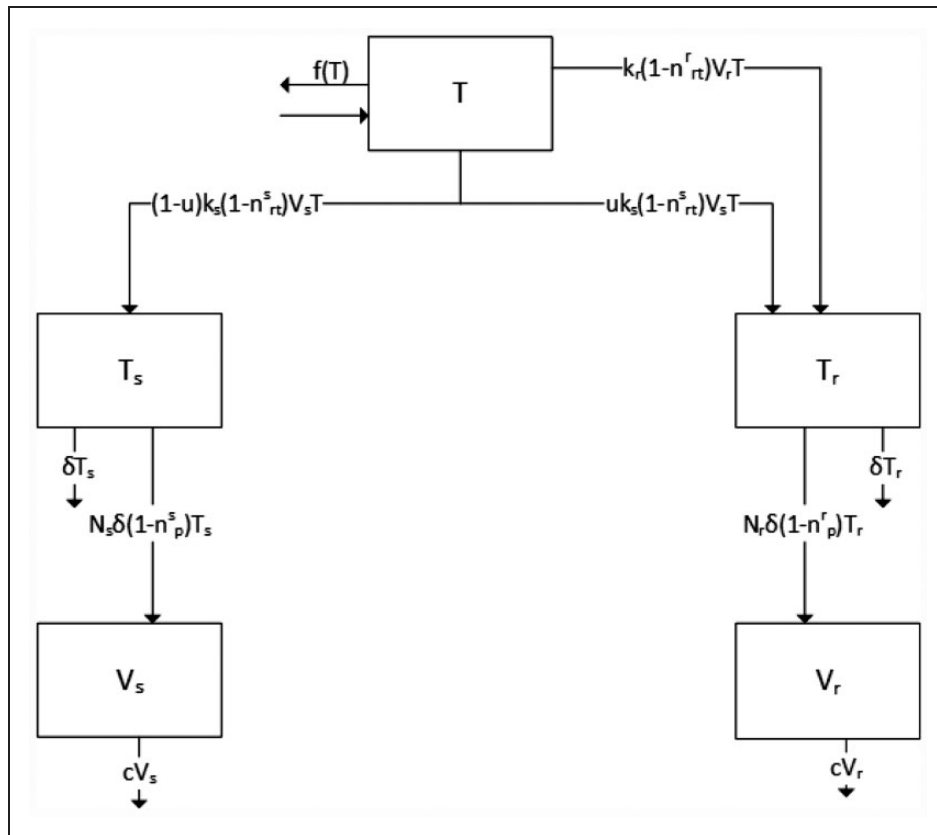 f(T)
T
k_r(1-n^r_rt)V_rT
(1-u)k_s(1-n^s_rt)V_sT
uk_s(1-n^s_rt)V_sT
T_s
T_r
δT_s
δT_r
N_sδ(1-n^s_p)T_s
N_rδ(1-n^r_p)T_r
V_s
V_r
cV_s
cV_r